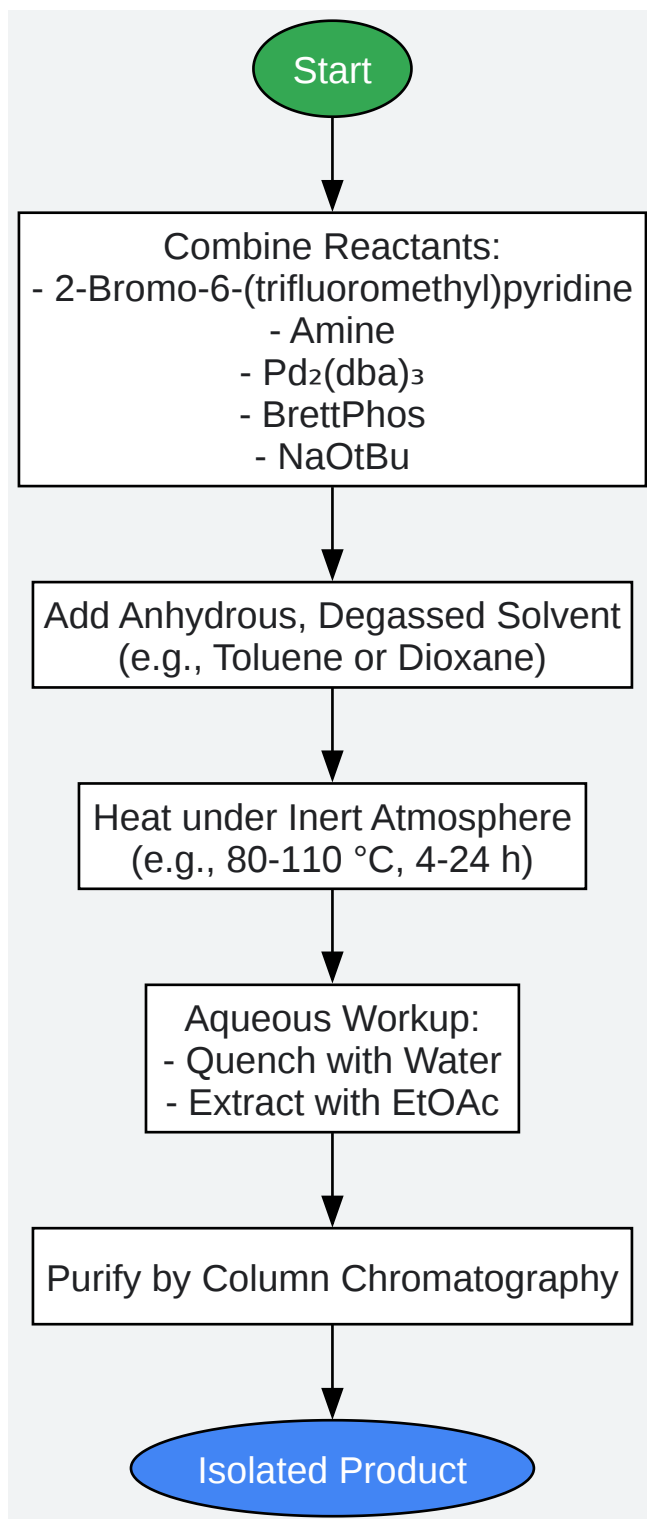 Start
Combine Reactants:
- 2-Bromo-6-(trifluoromethyl)pyridine
- Amine
- Pd₂(dba)₃
- BrettPhos
- NaOtBu
Add Anhydrous, Degassed Solvent
(e.g., Toluene or Dioxane)
Heat under Inert Atmosphere
(e.g., 80-110 °C, 4-24 h)
Aqueous Workup:
- Quench with Water
- Extract with EtOAc
Purify by Column Chromatography
Isolated Product